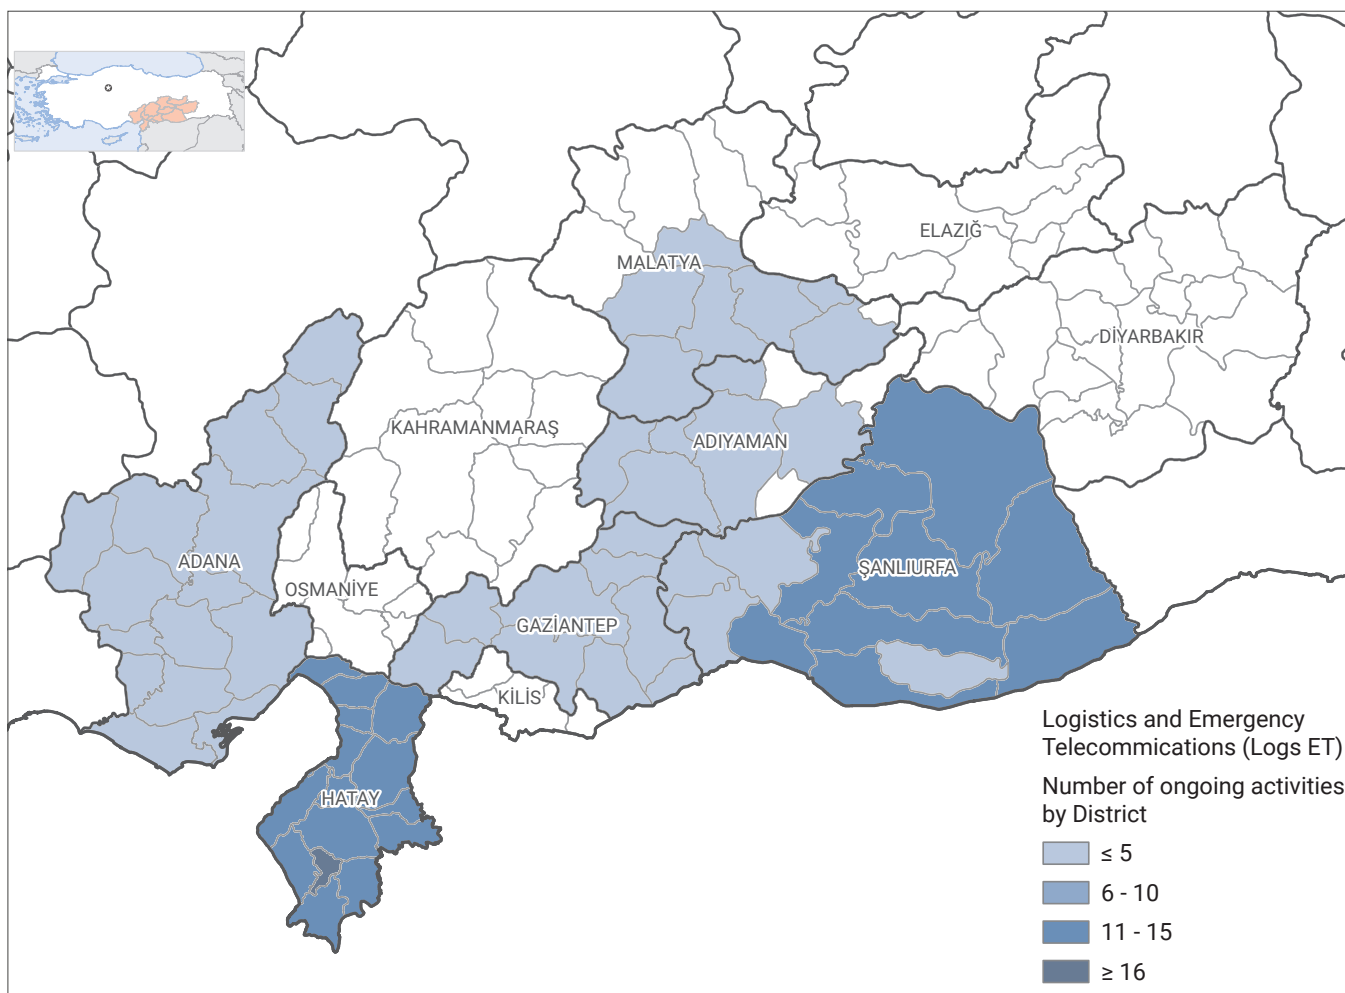 ELAZIĞ
MALATYA
DİYARBAKIR
KAHRAMANMARAŞ
ADIYAMAN
ADANA
ŞANLIURFA
OSMANİYE
GAZİANTEP
KİLİS
HATAY
Logistics and Emergency
Telecommications (Logs ET)
Number of ongoing activities
by District
≤ 5
6 - 10
11 - 15
≥ 16